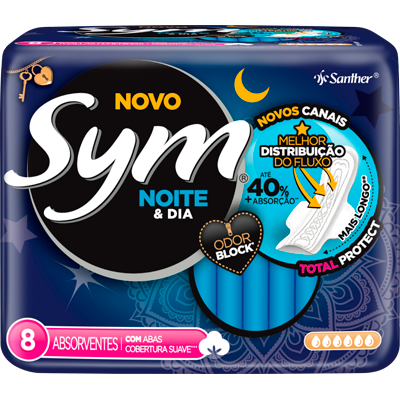 Santher®
NOVO
Sym®
NOITE
& DIA
NOVOS CANAIS
MELHOR
DISTRIBUIÇÃO
DO FLUXO
ATÉ
40%
+ ABSORÇÃO**
MAIS LONGO***
TOTAL PROTECT
ODOR
BLOCK*
8 ABSORVENTES
COM ABAS
COBERTURA SUAVE